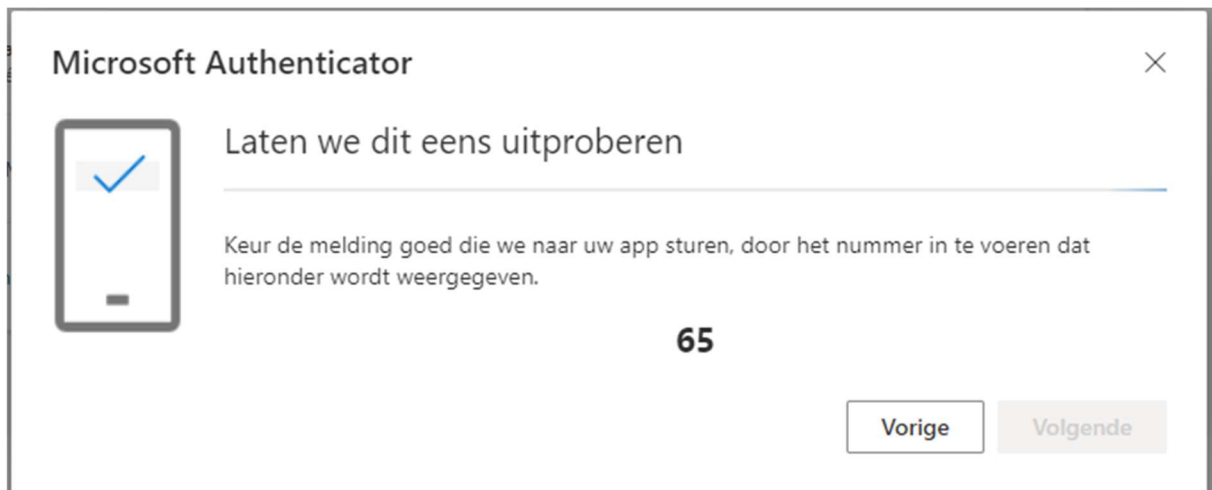 Microsoft Authenticator
Laten we dit eens uitproberen
Keur de melding goed die we naar uw app sturen, door het nummer in te voeren dat
hieronder wordt weergegeven.
65
Vorige
Volgende